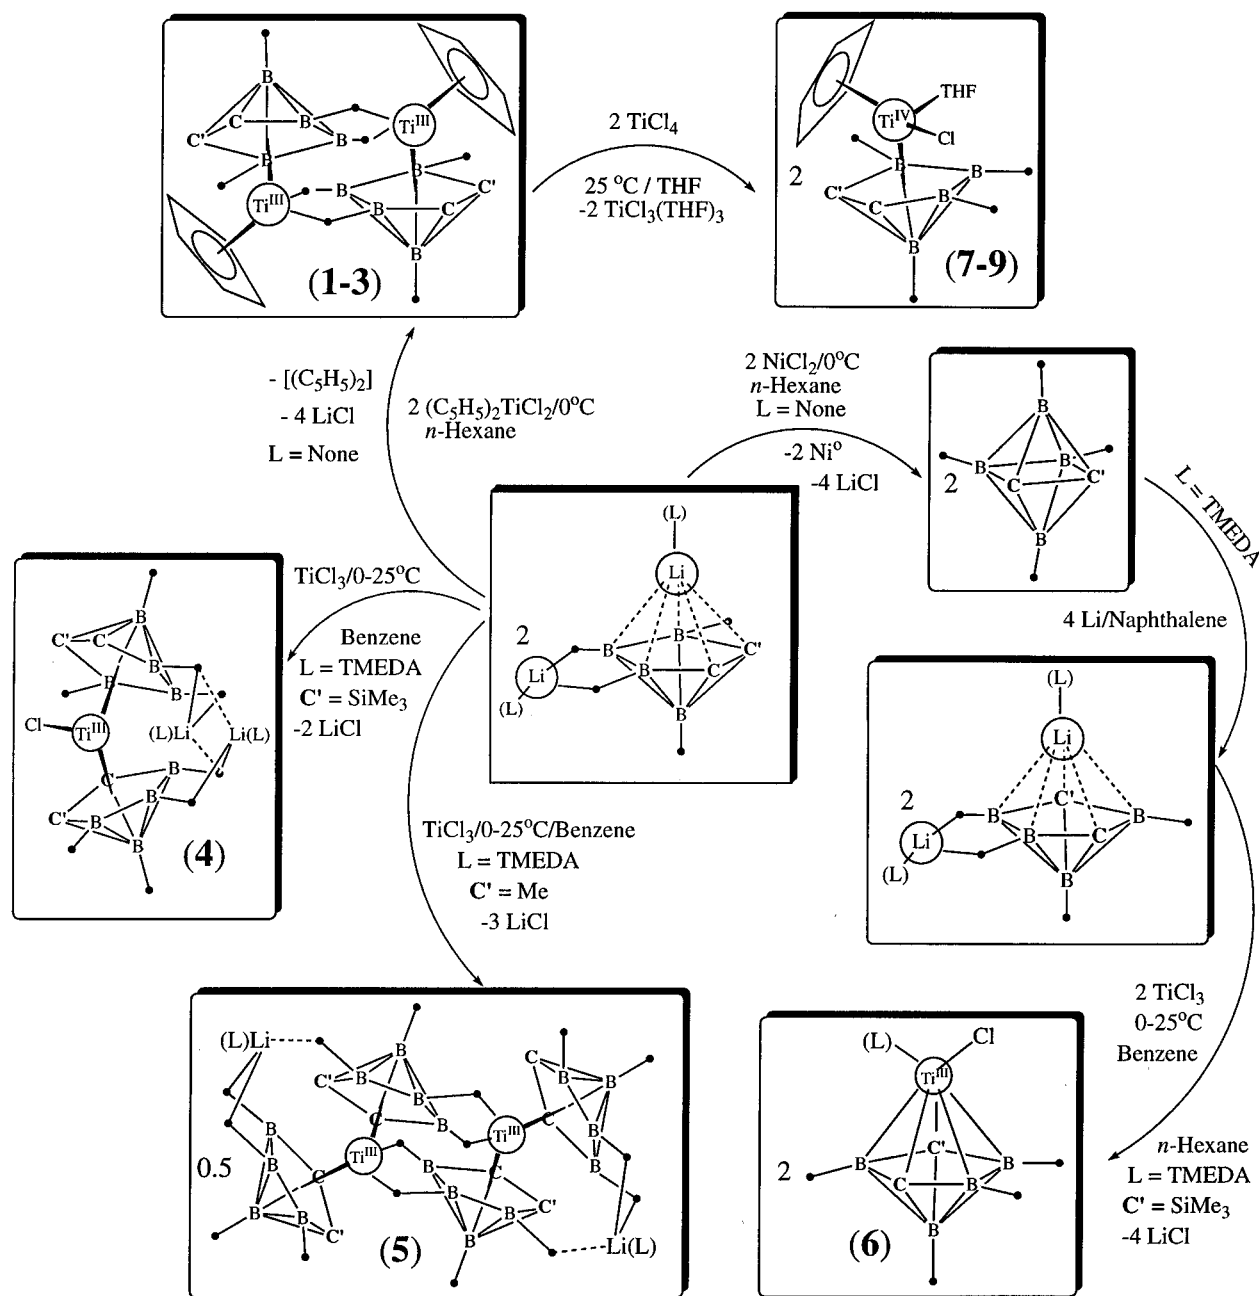 B
C' C B B
B
Ti^III
Ti^III
B
B B C C'
B
(1-3)
2 TiCl4
25 °C / THF
-2 TiCl3(THF)3
Ti^IV
THF
Cl
2
B B
C' C B
B
(7-9)
- [(C5H5)2]
- 4 LiCl
L = None
2 (C5H5)2TiCl2/0°C
n-Hexane
2 NiCl2/0°C
n-Hexane
L = None
-2 Ni°
-4 LiCl
B
B B
2 C C'
B
L = TMEDA
4 Li/Naphthalene
(L)
Li
2
B B C'
Li B C
(L)
B
TiCl3/0-25°C
Benzene
L = TMEDA
C' = SiMe3
-2 LiCl
B
C' C B
B B
Cl Ti^III (L)Li Li(L)
C B
C' B B
B
(4)
TiCl3/0-25°C/Benzene
L = TMEDA
C' = Me
-3 LiCl
(L)
Li
2 C'
B B
Li B C
(L)
B
2 TiCl3
0-25°C
Benzene
n-Hexane
L = TMEDA
C' = SiMe3
-4 LiCl
(L)Li
B
C' B B
C B
Ti^III
Ti^III
C B B
C B
B
0.5
B
B C
B B C'
B C
B B C'
B
Li(L)
(5)
(L) Cl
Ti^III
2 C'
B B
C B
B
(6)